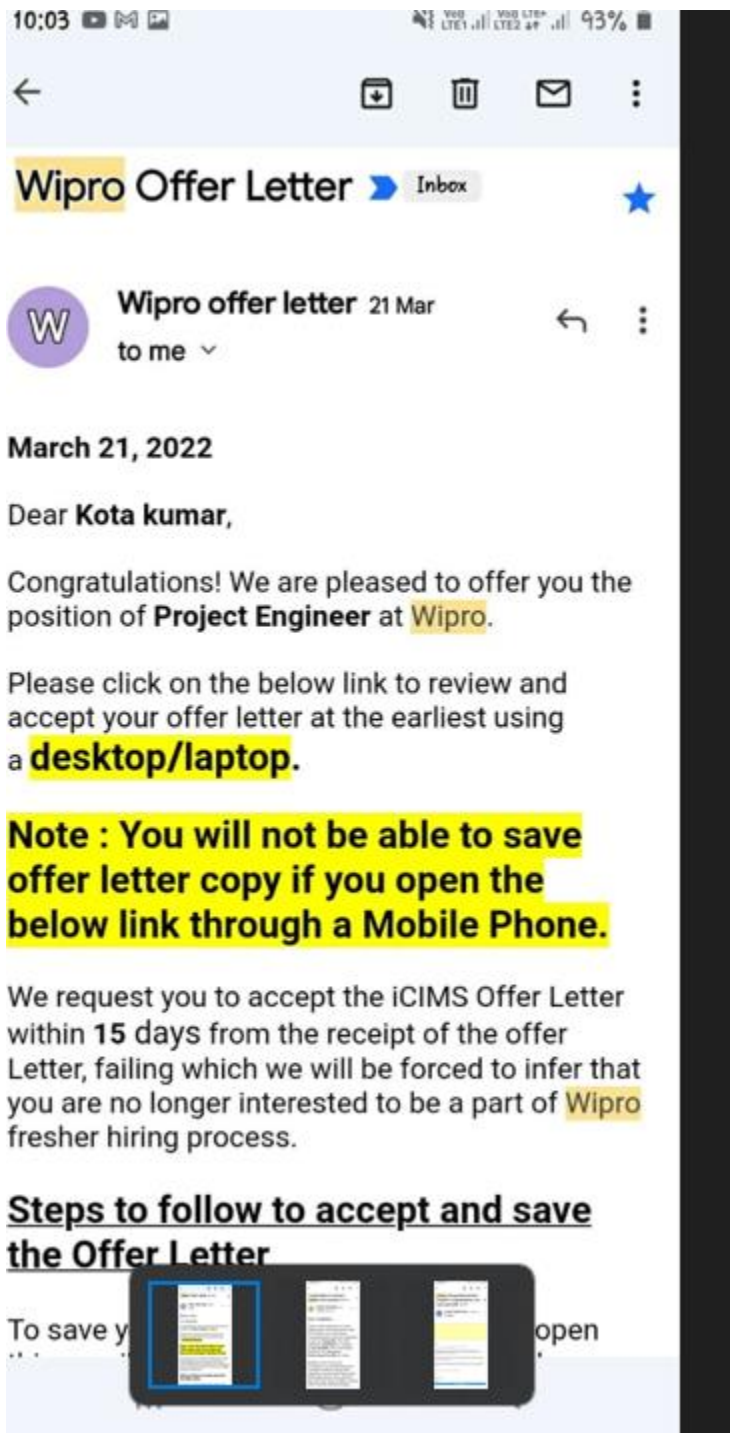 10:03
93%
Wipro Offer Letter Inbox
W
Wipro offer letter 21 Mar
to me
March 21, 2022
Dear Kota kumar,
Congratulations! We are pleased to offer you the
position of Project Engineer at Wipro.
Please click on the below link to review and
accept your offer letter at the earliest using
a desktop/laptop.
Note : You will not be able to save
offer letter copy if you open the
below link through a Mobile Phone.
We request you to accept the iCIMS Offer Letter
within 15 days from the receipt of the offer
Letter, failing which we will be forced to infer that
you are no longer interested to be a part of Wipro
fresher hiring process.
Steps to follow to accept and save
the Offer Letter
To save y
open